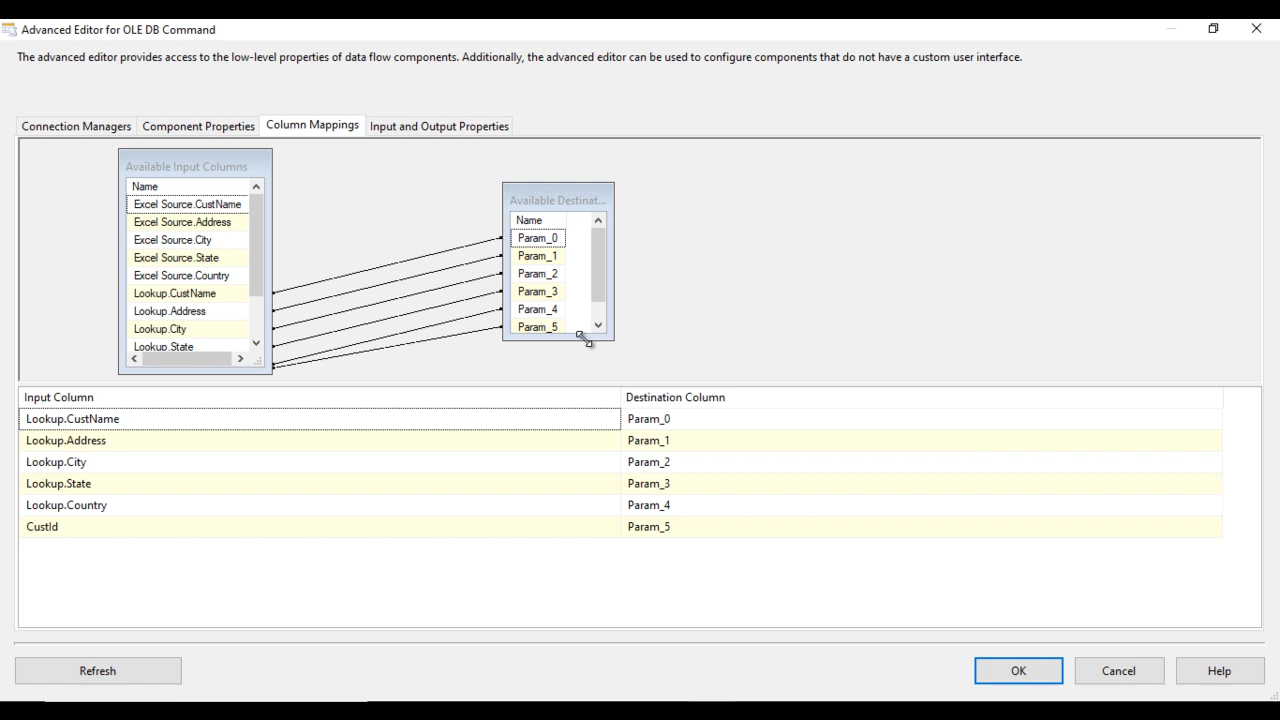 Advanced Editor for OLE DB Command
The advanced editor provides access to the low-level properties of data flow components. Additionally, the advanced editor can be used to configure components that do not have a custom user interface.
Connection Managers Component Properties Column Mappings Input and Output Properties
Available Input Columns
Name
Excel Source.CustName
Excel Source.Address
Excel Source.City
Excel Source.State
Excel Source.Country
Lookup.CustName
Lookup.Address
Lookup.City
Lookup.State
Available Destinat...
Name
Param_0
Param_1
Param_2
Param_3
Param_4
Param_5
Input Column Destination Column
Lookup.CustName Param_0
Lookup.Address Param_1
Lookup.City Param_2
Lookup.State Param_3
Lookup.Country Param_4
CustId Param_5
Refresh OK Cancel Help